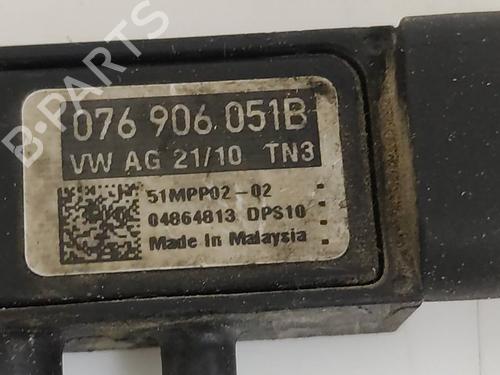 076 906 051B
VW AG 21/10 TN3
51MPP02-02
04864813 DPS10
Made In Malaysia
B-PARTS